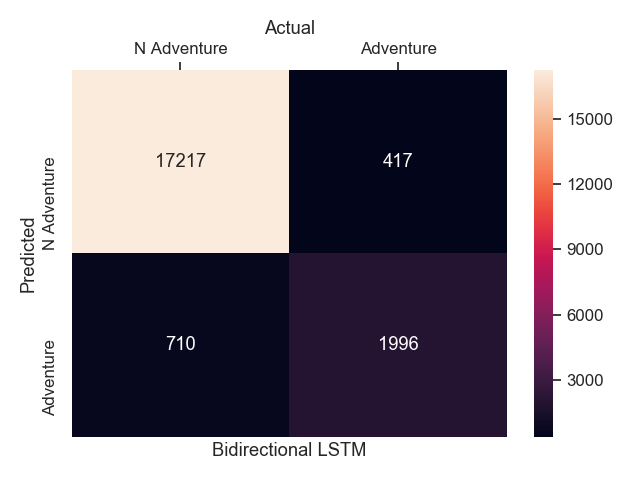 Actual
N Adventure Adventure
15000
17217 417
12000
Predicted
N Adventure
9000
6000
710 1996
Adventure
3000
Bidirectional LSTM